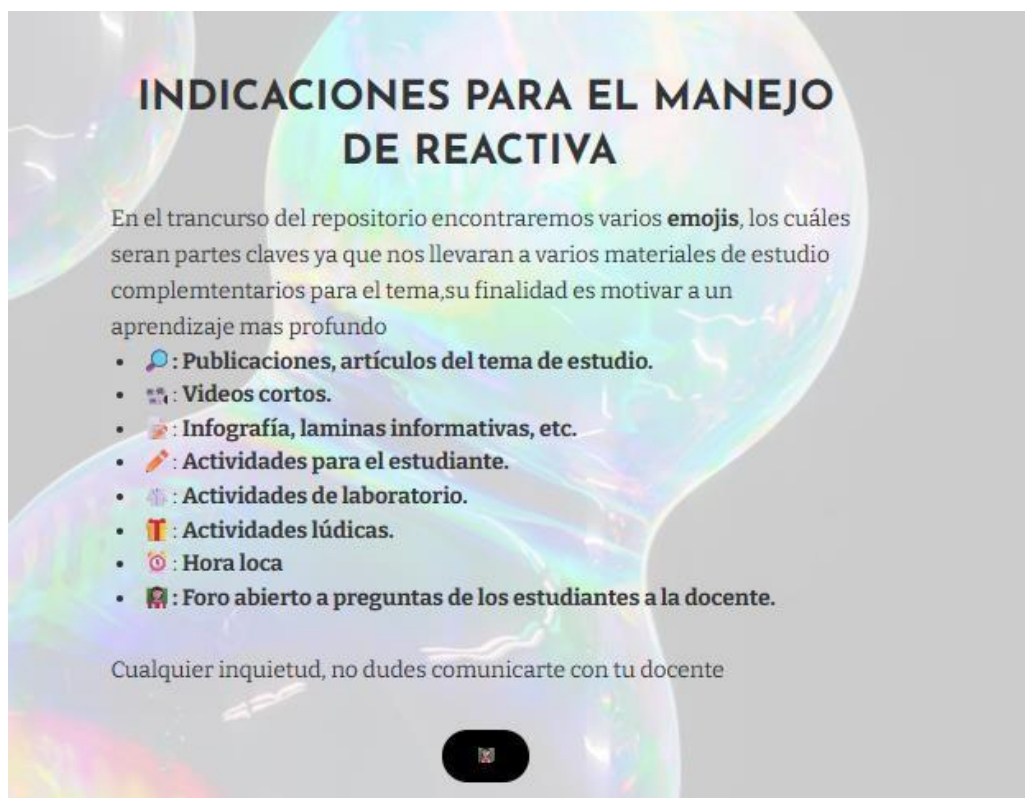 INDICACIONES PARA EL MANEJO
DE REACTIVA
En el trancurso del repositorio encontraremos varios emojis, los cuáles
seran partes claves ya que nos llevaran a varios materiales de estudio
complemtentarios para el tema,su finalidad es motivar a un
aprendizaje mas profundo
• 🔎: Publicaciones, artículos del tema de estudio.
• 📽: Videos cortos.
• 📝: Infografía, laminas informativas, etc.
• 🖍: Actividades para el estudiante.
• ⚖: Actividades de laboratorio.
• 🎁: Actividades lúdicas.
• ⏰: Hora loca
• 👩‍🏫: Foro abierto a preguntas de los estudiantes a la docente.
Cualquier inquietud, no dudes comunicarte con tu docente